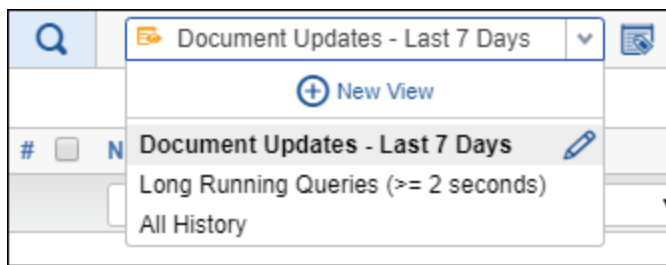 Document Updates - Last 7 Days
New View
# N
Document Updates - Last 7 Days
Long Running Queries (>= 2 seconds)
All History